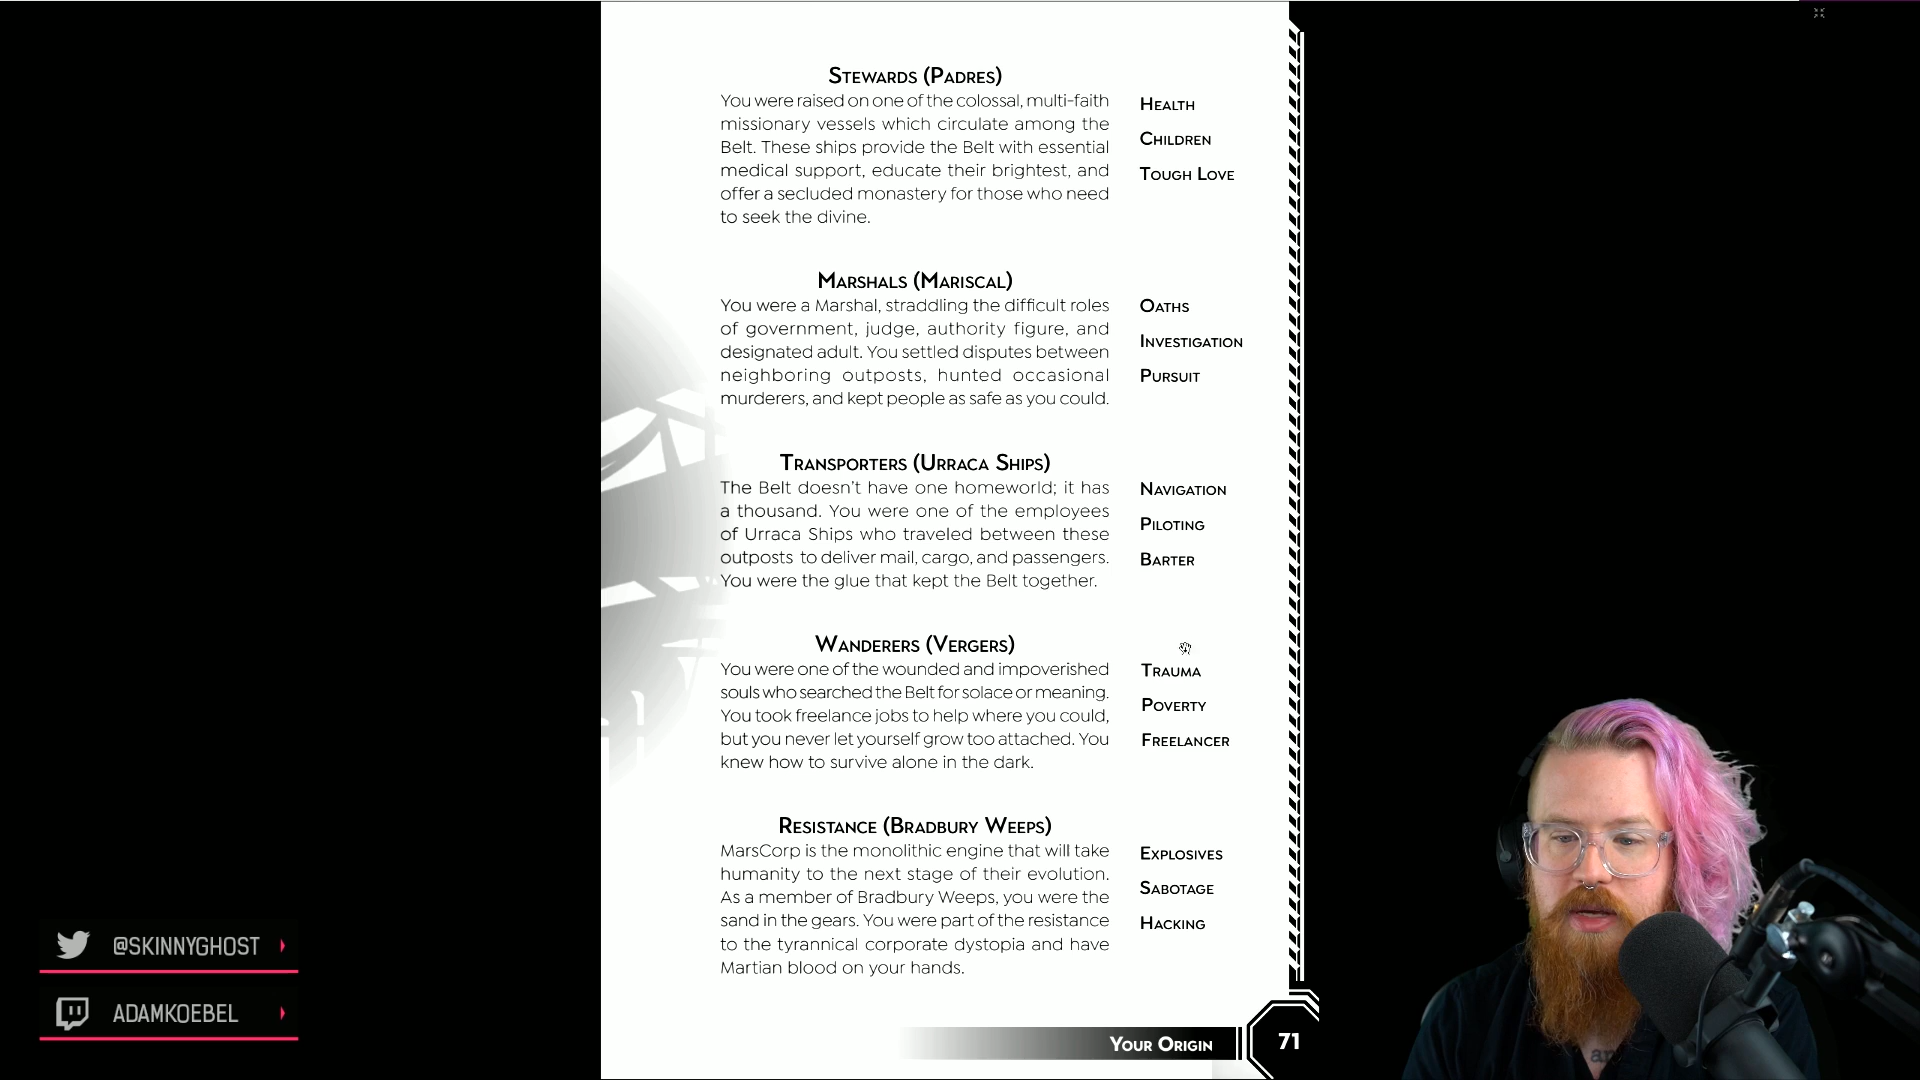 Stewards (Padres)
You were raised on one of the colossal, multi-faith
missionary vessels which circulate among the
Belt. These ships provide the Belt with essential
medical support, educate their brightest, and
offer a secluded monastery for those who need
to seek the divine.
Health
Children
Tough Love
Marshals (Mariscal)
You were a Marshal, straddling the difficult roles
of government, judge, authority figure, and
designated adult. You settled disputes between
neighboring outposts, hunted occasional
murderers, and kept people as safe as you could.
Oaths
Investigation
Pursuit
Transporters (Urraca Ships)
The Belt doesn't have one homeworld; it has
a thousand. You were one of the employees
of Urraca Ships who traveled between these
outposts to deliver mail, cargo, and passengers.
You were the glue that kept the Belt together.
Navigation
Piloting
Barter
Wanderers (Vergers)
You were one of the wounded and impoverished
souls who searched the Belt for solace or meaning.
You took freelance jobs to help where you could,
but you never let yourself grow too attached. You
knew how to survive alone in the dark.
Trauma
Poverty
Freelancer
Resistance (Bradbury Weeps)
MarsCorp is the monolithic engine that will take
humanity to the next stage of their evolution.
As a member of Bradbury Weeps, you were the
sand in the gears. You were part of the resistance
to the tyrannical corporate dystopia and have
Martian blood on your hands.
Explosives
Sabotage
Hacking
Your Origin
71
@SKINNYGHOST
ADAMKOEBEL